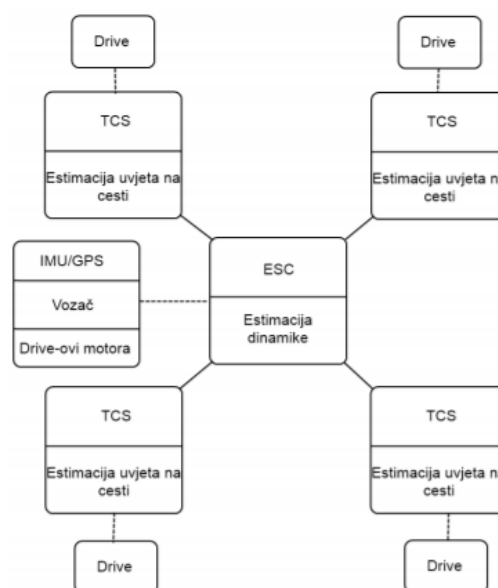 Drive
Drive
TCS
TCS
Estimacija uvjeta na
cesti
Estimacija uvjeta n
cesti
IMU/GPS
Vozač
Drive-ovi motora
ESC
Estimacija
dinamike
TCS
TCS
Estimacija uvjeta na
cesti
Estimacija uvjeta n
cesti
Drive
Drive